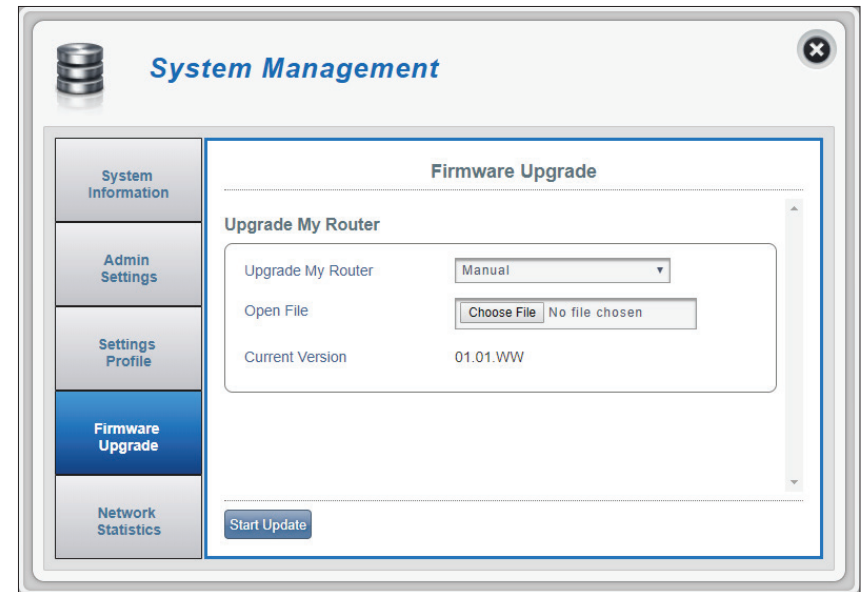 System Management
System
Information
Admin
Settings
Settings
Profile
Firmware
Upgrade
Network
Statistics
Firmware Upgrade
Upgrade My Router
Upgrade My Router Manual
Open File Choose File No file chosen
Current Version 01.01.WW
Start Update